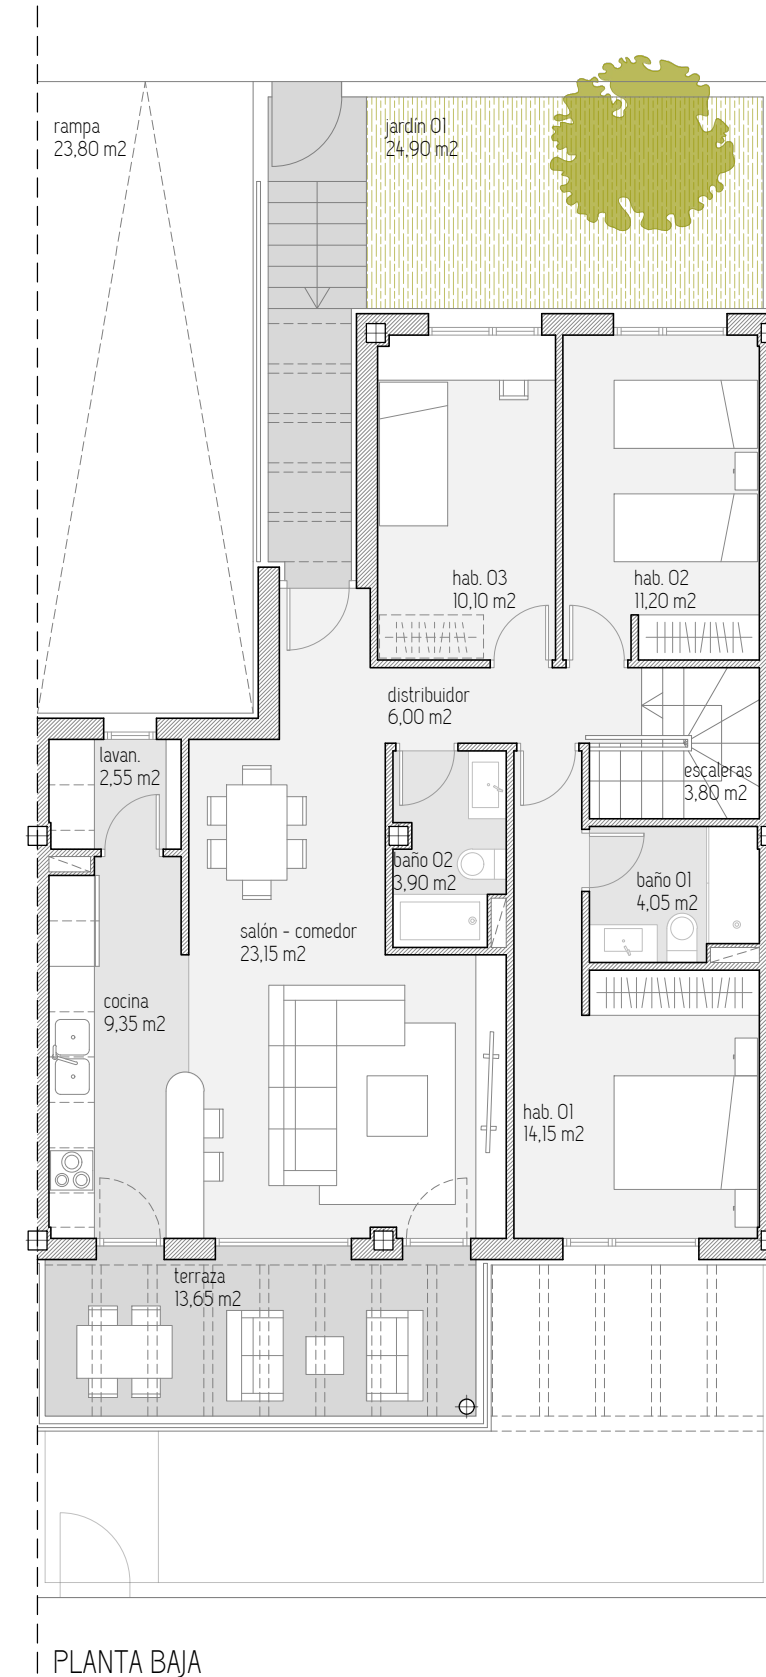 rampa
23,80 m2
jardín 01
24,90 m2
hab. 03
10,10 m2
hab. 02
11,20 m2
distribuidor
6,00 m2
lavan.
2,55 m2
escaleras
3,80 m2
baño 02
3,90 m2
baño 01
4,05 m2
salón - comedor
23,15 m2
cocina
9,35 m2
hab. 01
14,15 m2
terraza
13,65 m2
PLANTA BAJA